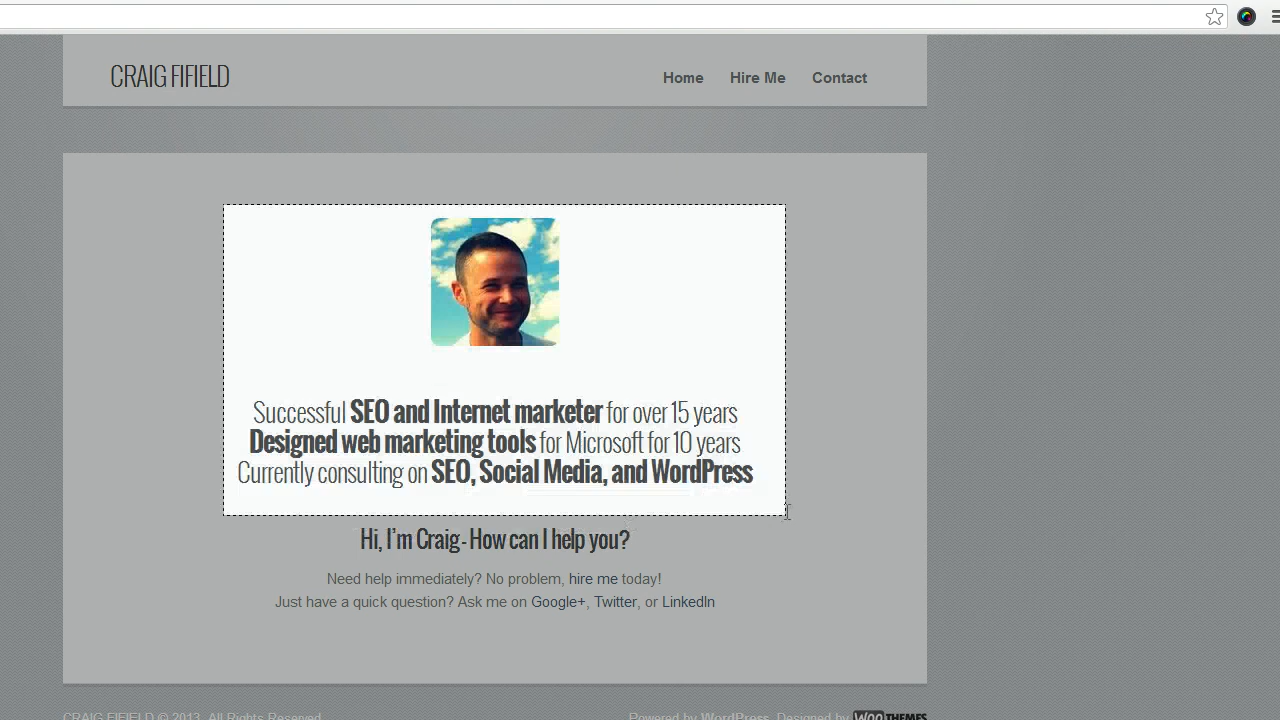 CRAIG FIFIELD
Home Hire Me Contact
Successful SEO and Internet marketer for over 15 years
Designed web marketing tools for Microsoft for 10 years
Currently consulting on SEO, Social Media, and WordPress
Hi, I'm Craig - How can I help you?
Need help immediately? No problem, hire me today!
Just have a quick question? Ask me on Google+, Twitter, or LinkedIn
CRAIG FIFIELD © 2013. All Rights Reserved. Powered by WordPress. Designed by WOOTHEMES